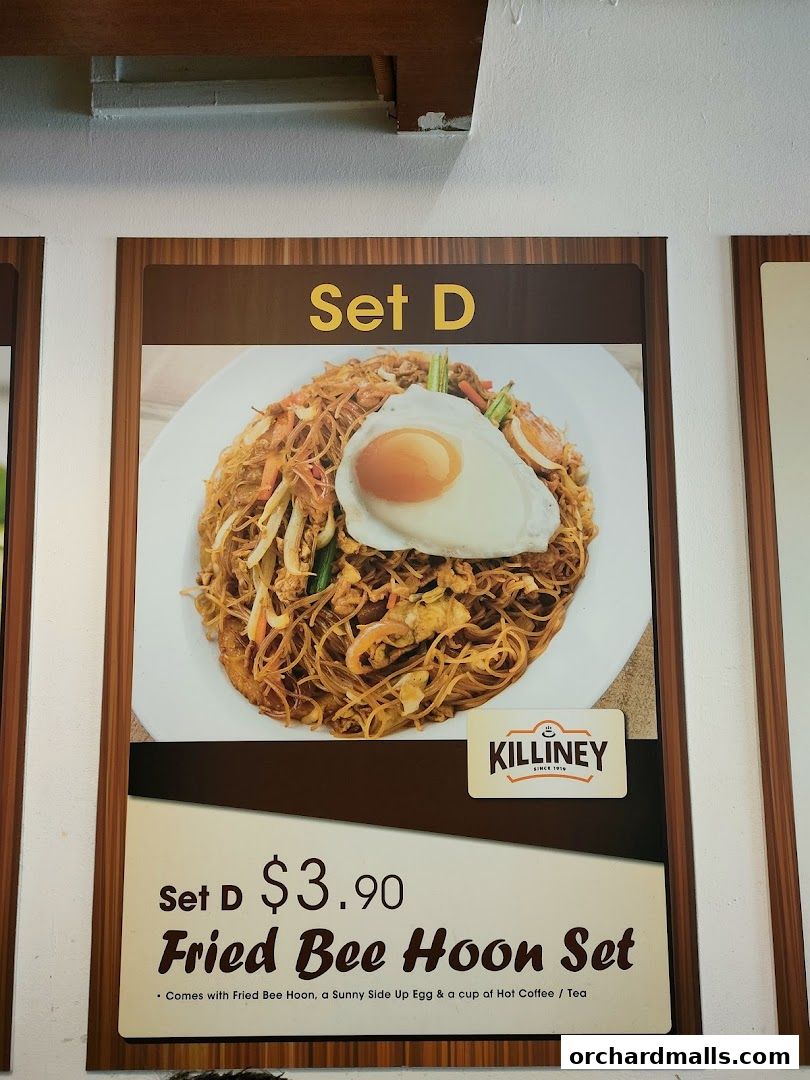 Set D
KILLINEY
SINCE 1919
Set D $3.90
Fried Bee Hoon Set
• Comes with Fried Bee Hoon, a Sunny Side Up Egg & a cup of Hot Coffee / Tea
orchardmalls.com